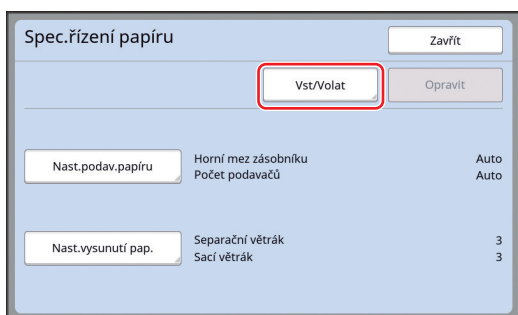 Spec.řízení papíru
Zavřít
Vst/Volat
Opravit
Nast.podav.papíru
Horní mez zásobníku Auto
Počet podavačů Auto
Nast.vysunutí pap.
Separační větrák 3
Sací větrák 3